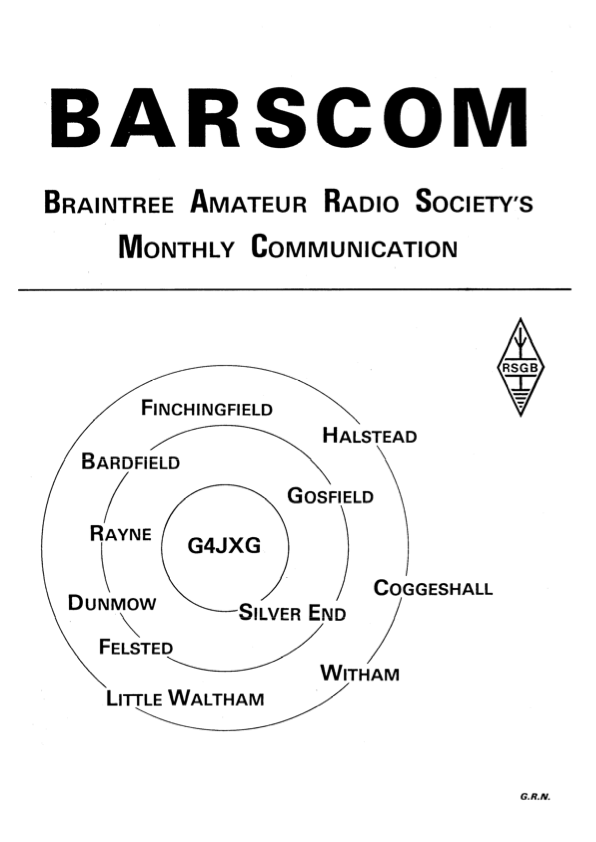 BARSCOM
BRAINTREE AMATEUR RADIO SOCIETY'S
MONTHLY COMMUNICATION
RSGB
FINCHINGFIELD
HALSTEAD
BARDFIELD
GOSFIELD
RAYNE
G4JXG
COGGESHALL
DUNMOW
SILVER END
FELSTED
WITHAM
LITTLE WALTHAM
G.R.N.